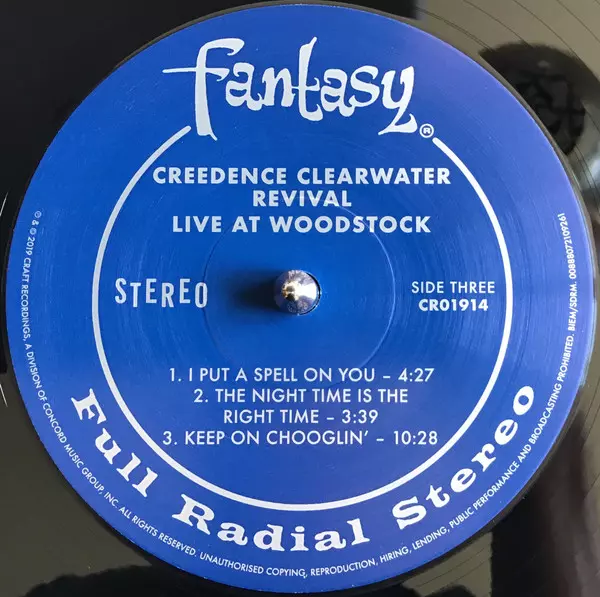 fantasy®
CREEDENCE CLEARWATER
REVIVAL
LIVE AT WOODSTOCK
STEREO
SIDE THREE
CR01914
1. I PUT A SPELL ON YOU – 4:27
2. THE NIGHT TIME IS THE
RIGHT TIME – 3:39
3. KEEP ON CHOOGLIN' – 10:28
Full Radial Stereo
℗ & © 2019 CRAFT RECORDINGS, A DIVISION OF CONCORD MUSIC GROUP, INC. ALL RIGHTS RESERVED. UNAUTHORISED COPYING, REPRODUCTION, HIRING, LENDING, PUBLIC PERFORMANCE AND BROADCASTING PROHIBITED. BIEM/SDRM. 00888072109261